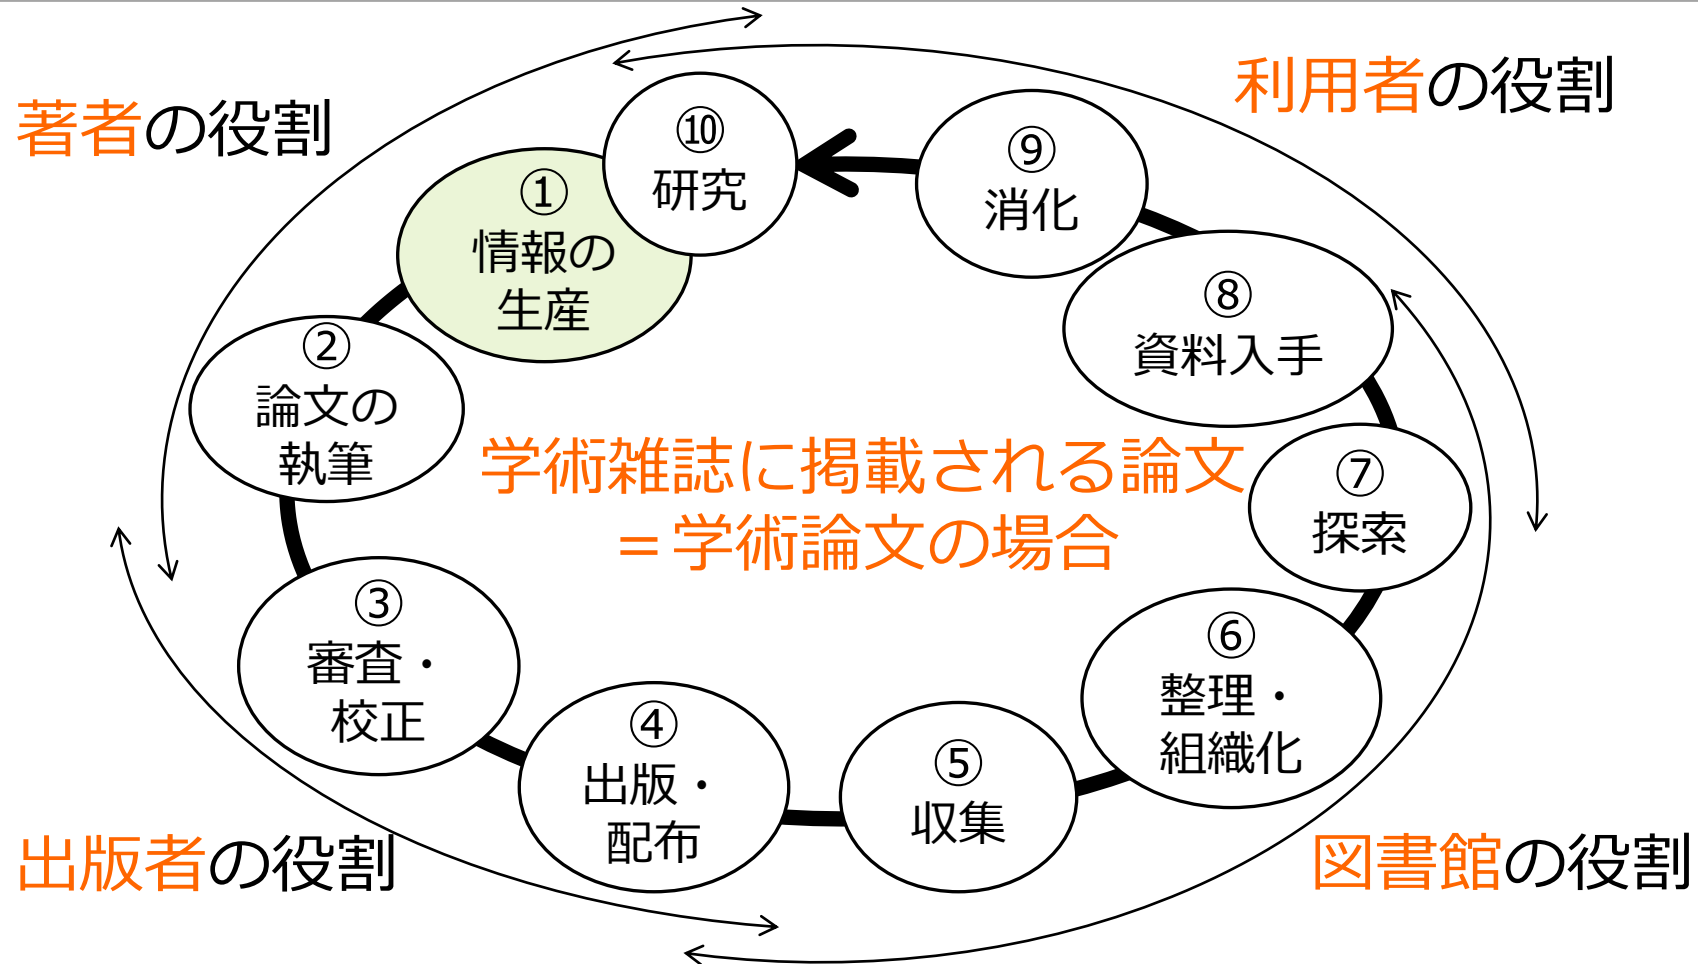 著者の役割
利用者の役割
①
情報の
生産
②
論文の
執筆
③
審査・
校正
④
出版・
配布
⑤
収集
⑥
整理・
組織化
⑦
探索
⑧
資料入手
⑨
消化
⑩
研究
学術雑誌に掲載される論文
=学術論文の場合
出版者の役割
図書館の役割